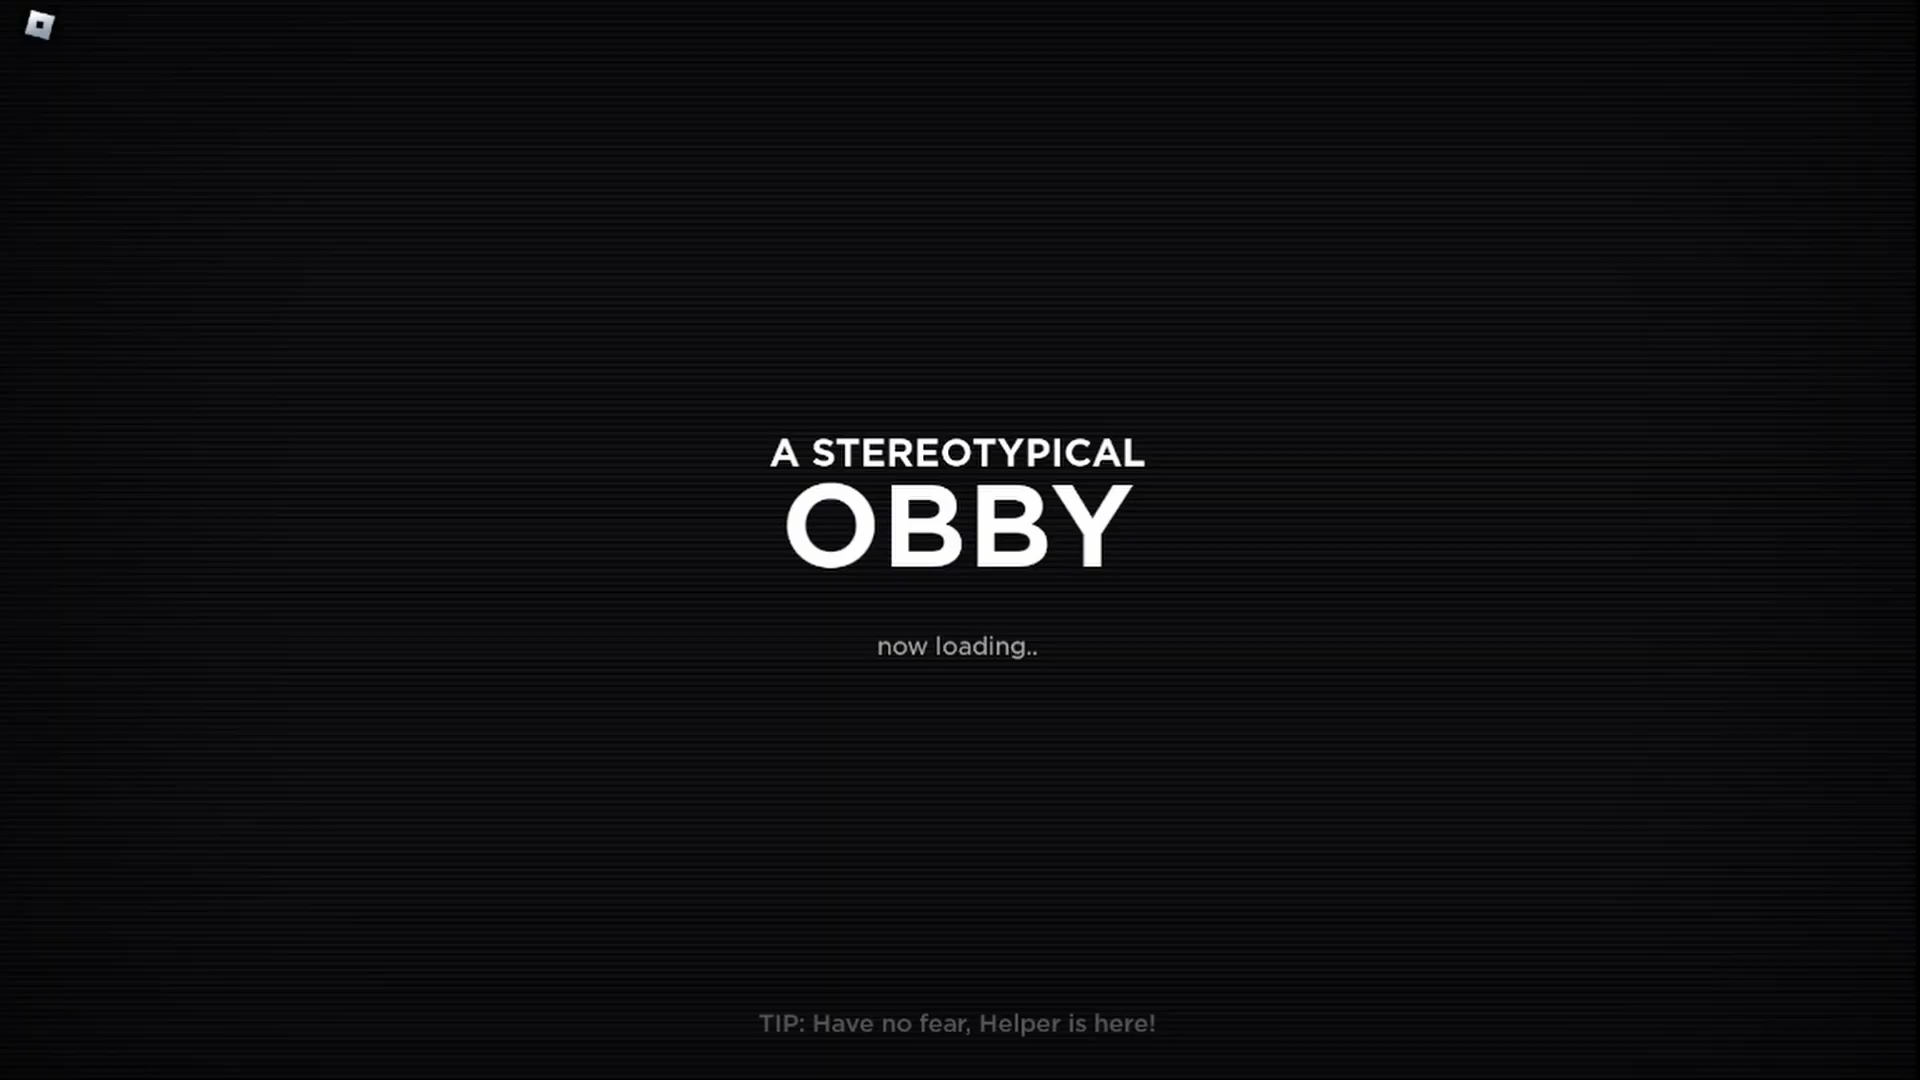 A STEREOTYPICAL
OBBY
now loading..
TIP: Have no fear, Helper is here!